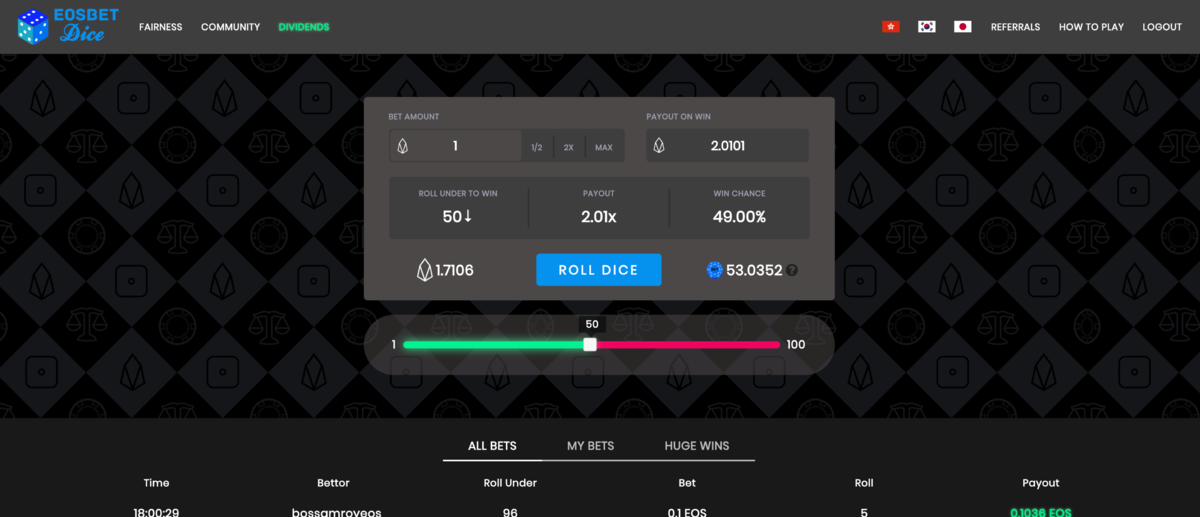 EOSBET
Dice
FAIRNESS COMMUNITY DIVIDENDS REFERRALS HOW TO PLAY LOGOUT
BET AMOUNT PAYOUT ON WIN
1 1/2 2X MAX 2.0101
ROLL UNDER TO WIN PAYOUT WIN CHANCE
50↓ 2.01x 49.00%
1.7106 ROLL DICE 53.0352 ?
50
1 100
ALL BETS MY BETS HUGE WINS
Time Bettor Roll Under Bet Roll Payout
18:00:29 bossamroyeos 96 0.1 EOS 5 0.1036 EOS